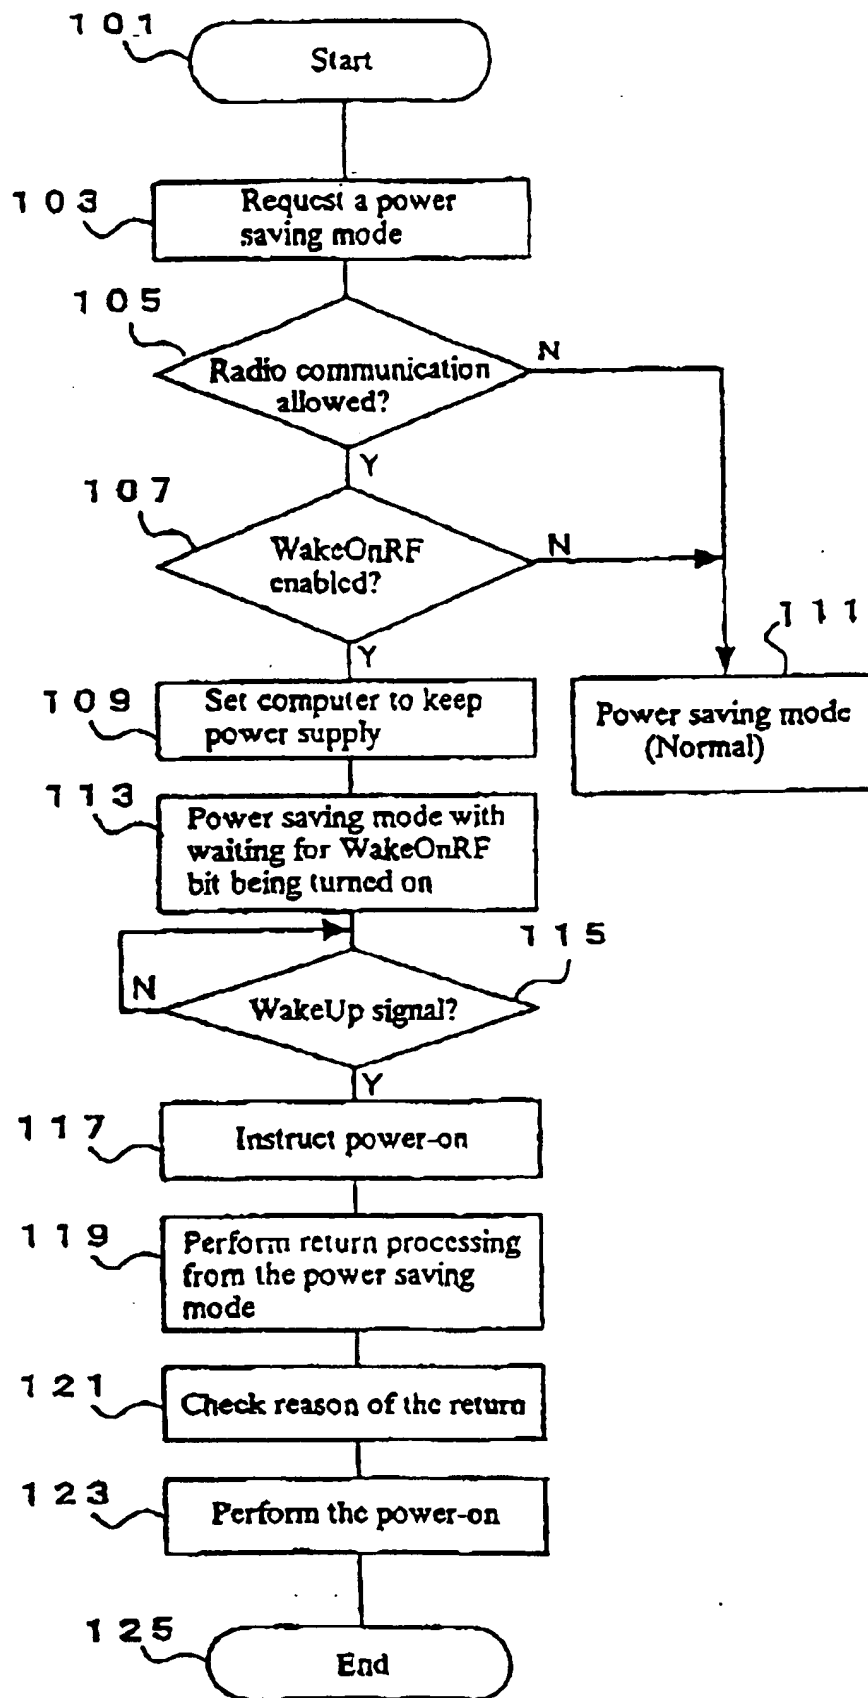 101
Start
103
Request a power
saving mode
105
Radio communication
allowed?
N
Y
107
WakeOnRF
enabled?
N
Y
109
Set computer to keep
power supply
111
Power saving mode
(Normal)
113
Power saving mode with
waiting for WakeOnRF
bit being turned on
115
WakeUp signal?
N
Y
117
Instruct power-on
119
Perform return processing
from the power saving
mode
121
Check reason of the return
123
Perform the power-on
125
End